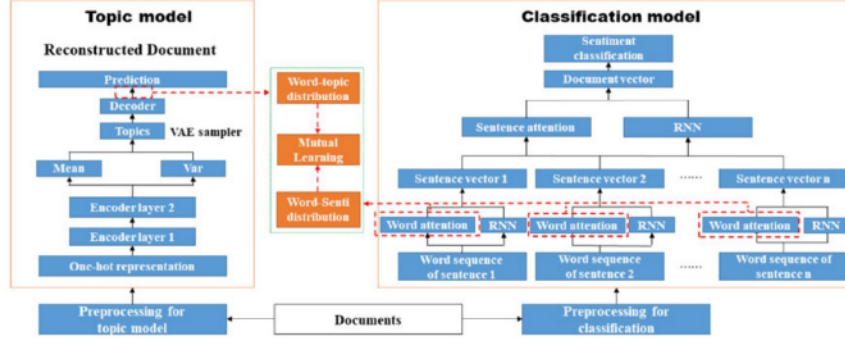 Topic model
Reconstructed Document
Prediction
Decoder
Topics
VAE sampler
Mean
Var
Encoder layer 2
Encoder layer 1
One-hot representation
Preprocessing for
topic model
Word-topic
distribution
Mutual
Learning
Word-Senti
distribution
Documents
Classification model
Sentiment
classification
Document vector
Sentence attention
RNN
Sentence vector 1
Sentence vector 2
......
Sentence vector n
Word attention
RNN
Word attention
RNN
Word attention
RNN
Word sequence
of sentence 1
Word sequence
of sentence 2
......
Word sequence of
sentence n
Preprocessing for
classification